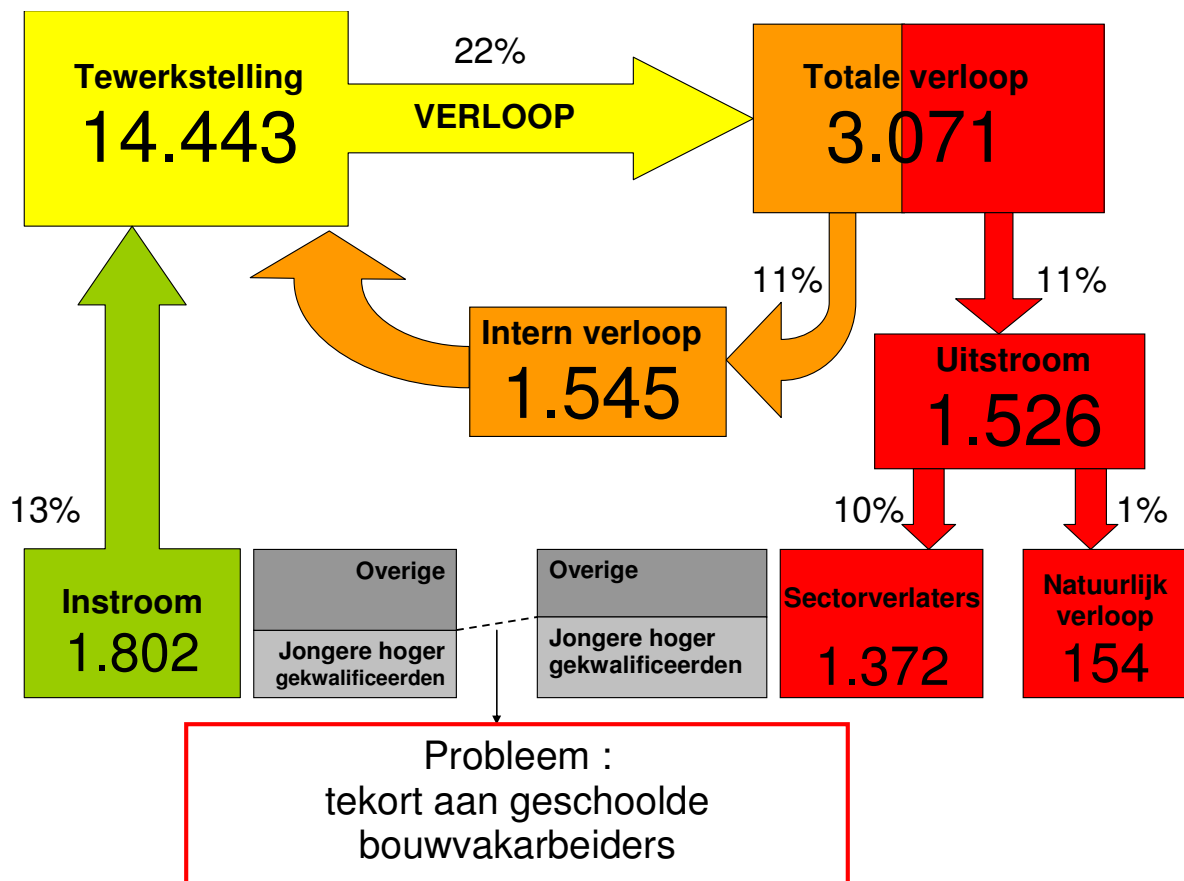 Tewerkstelling
14.443
22%
VERLOOP
Totale verloop
3.071
11%
11%
Intern verloop
1.545
Uitstroom
1.526
13%
10%
1%
Instroom
1.802
Overige
Jongere hoger
gekwalificeerden
Overige
Jongere hoger
gekwalificeerden
Sectorverlaters
1.372
Natuurlijk
verloop
154
Probleem :
tekort aan geschoolde
bouwvakarbeiders